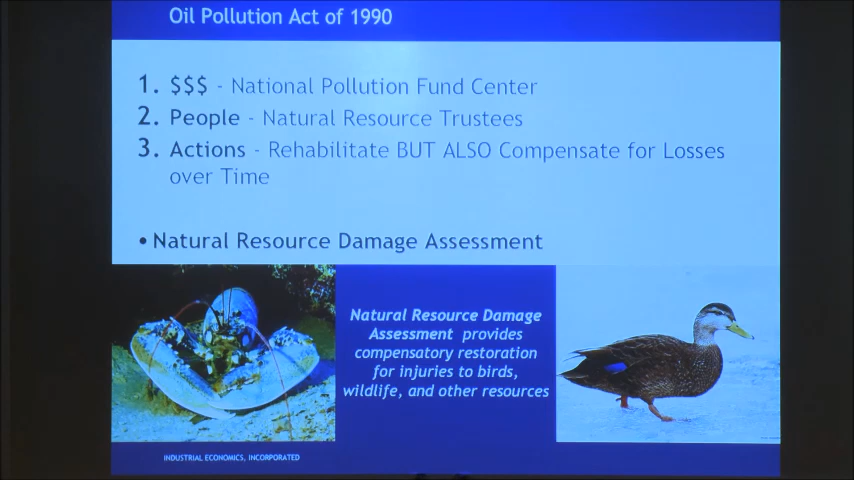 Oil Pollution Act of 1990
1. $$$ - National Pollution Fund Center
2. People - Natural Resource Trustees
3. Actions - Rehabilitate BUT ALSO Compensate for Losses
over Time
• Natural Resource Damage Assessment
Natural Resource Damage
Assessment provides
compensatory restoration
for injuries to birds,
wildlife, and other resources
INDUSTRIAL ECONOMICS, INCORPORATED